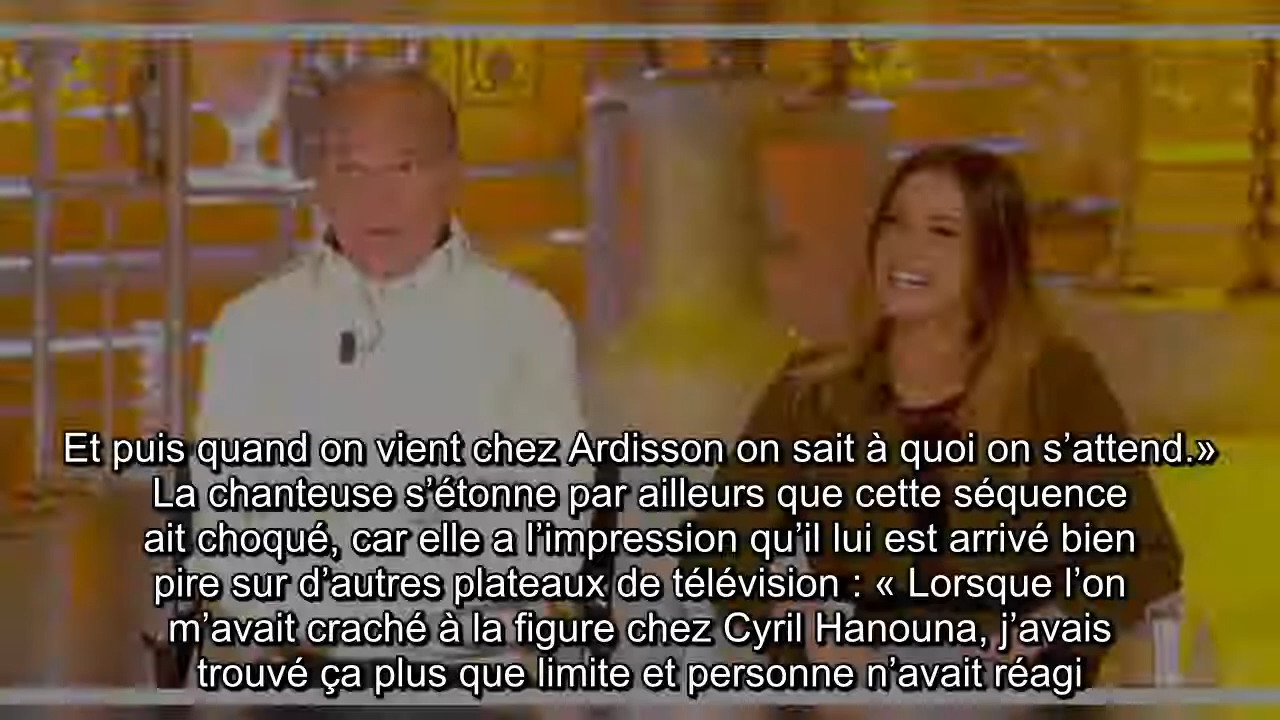 Et puis quand on vient chez Ardisson on sait à quoi on s’attend.»
La chanteuse s’étonne par ailleurs que cette séquence
ait choqué, car elle a l’impression qu’il lui est arrivé bien
pire sur d’autres plateaux de télévision : « Lorsque l’on
m’avait craché à la figure chez Cyril Hanouna, j’avais
trouvé ça plus que limite et personne n’avait réagi